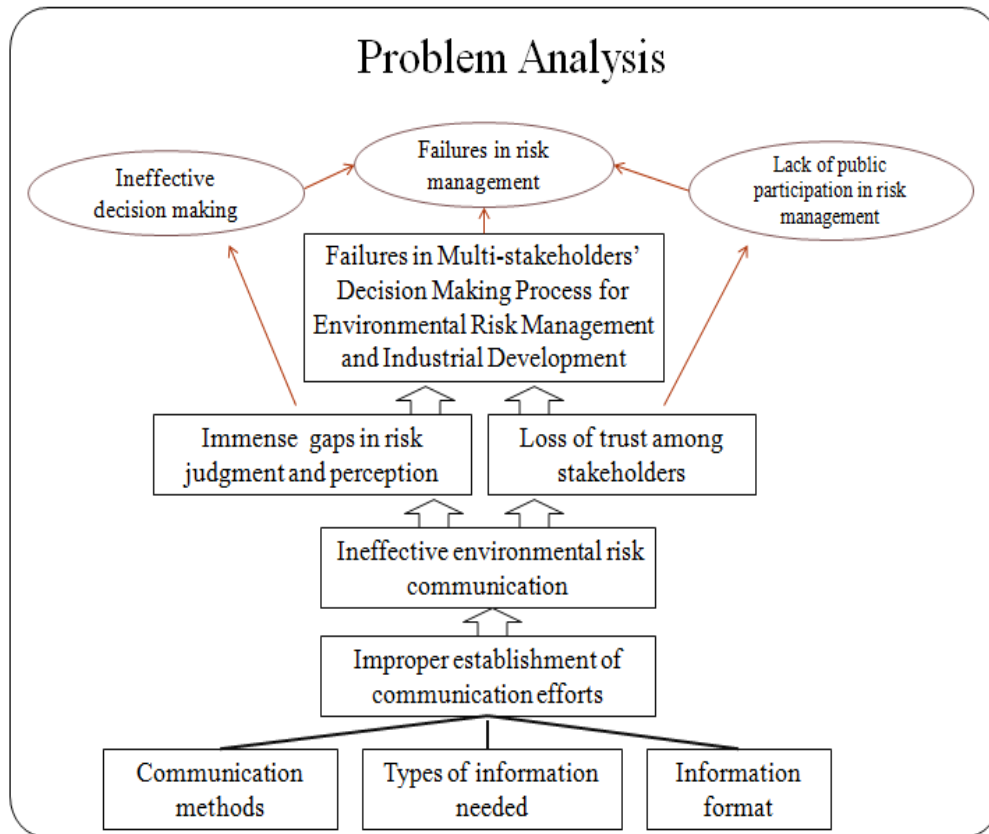 Problem Analysis
Failures in risk
management
Ineffective
decision making
Lack of public
participation in risk
management
Failures in Multi-stakeholders’
Decision Making Process for
Environmental Risk Management
and Industrial Development
Immense gaps in risk
judgment and perception
Loss of trust among
stakeholders
Ineffective environmental risk
communication
Improper establishment of
communication efforts
Communication
methods
Types of information
needed
Information
format